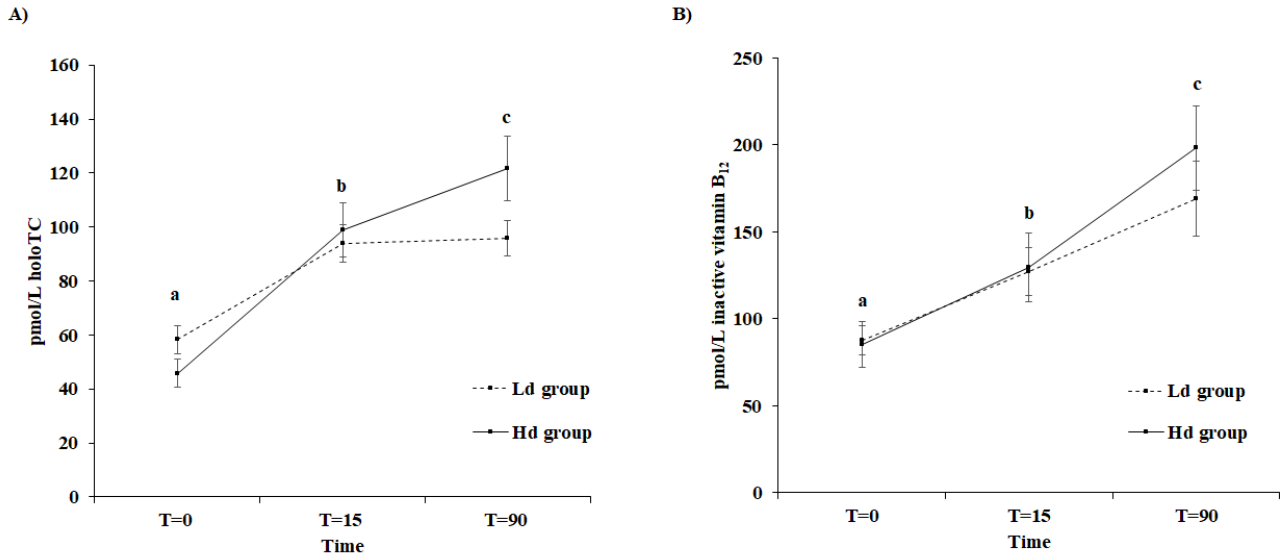 A)
pmol/L holoTC
160
140
120
100
80
60
40
20
0
a
b
c
Ld group
Hd group
T=0
T=15
T=90
Time
B)
pmol/L inactive vitamin B12
250
200
150
100
50
0
a
b
c
Ld group
Hd group
T=0
T=15
T=90
Time